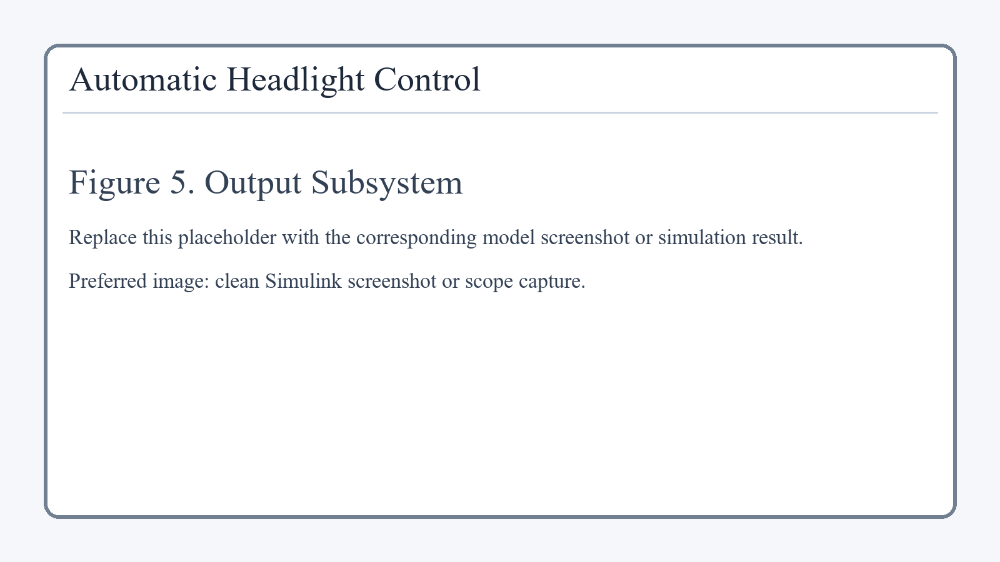 Automatic Headlight Control
Figure 5. Output Subsystem
Replace this placeholder with the corresponding model screenshot or simulation result.
Preferred image: clean Simulink screenshot or scope capture.